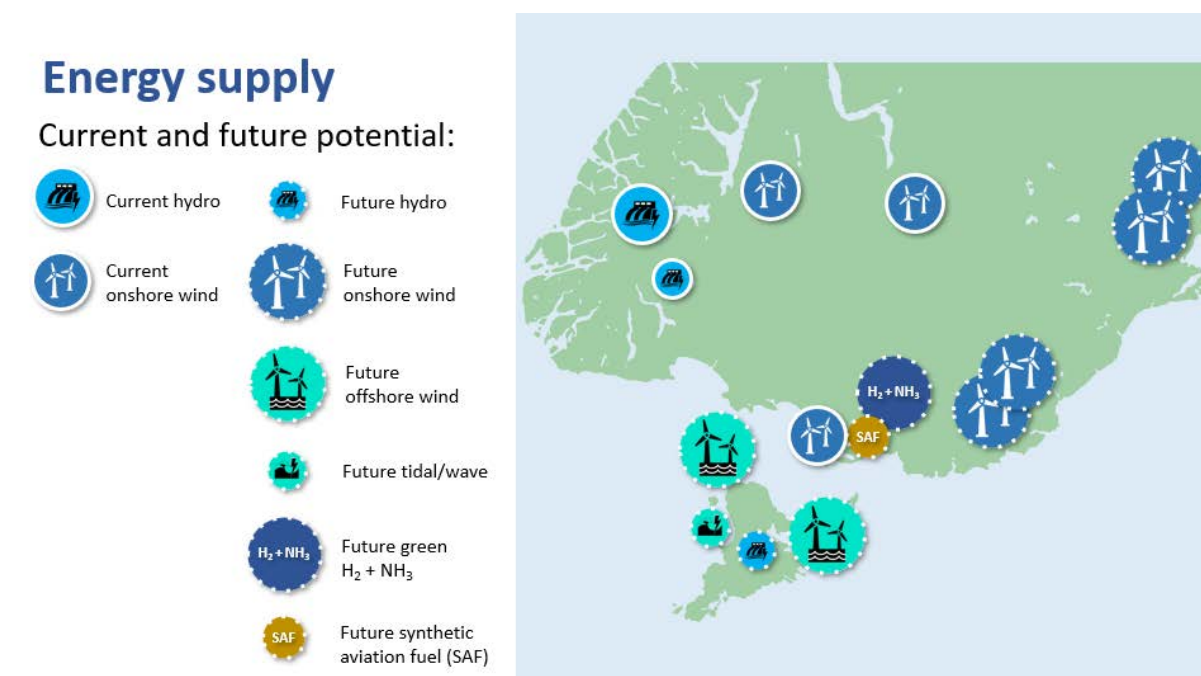 Energy supply
Current and future potential:
Current hydro
Future hydro
Current
onshore wind
Future
onshore wind
Future
offshore wind
Future tidal/wave
H₂ + NH₃
Future green
H₂ + NH₃
SAF
Future synthetic
aviation fuel (SAF)
H₂ + NH₃
SAF